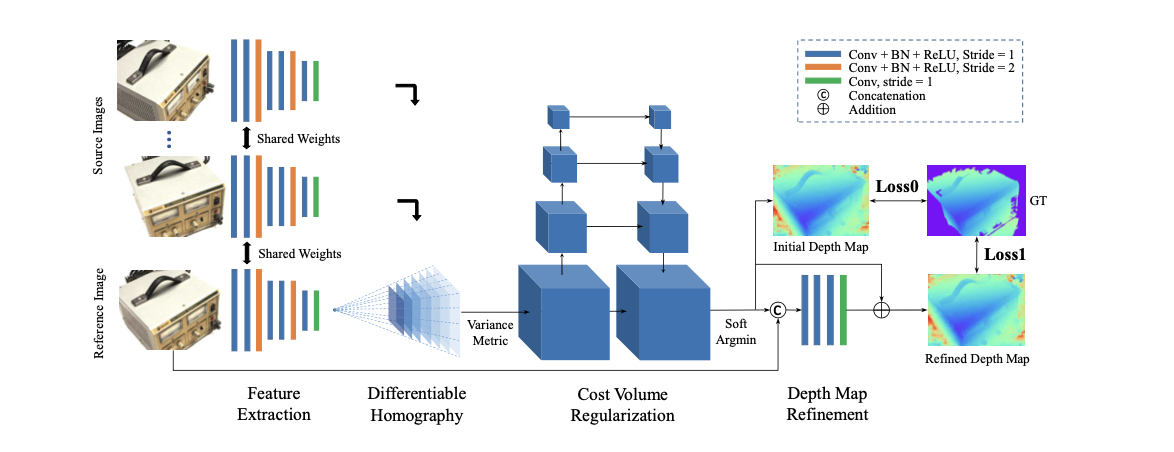 Source Images
Reference Image
Shared Weights
Shared Weights
Conv + BN + ReLU, Stride = 1
Conv + BN + ReLU, Stride = 2
Conv, stride = 1
C Concatenation
Addition
Loss0
GT
Initial Depth Map
Loss1
Variance
Metric
Soft
Argmin
C
Refined Depth Map
Feature
Extraction
Differentiable
Homography
Cost Volume
Regularization
Depth Map
Refinement